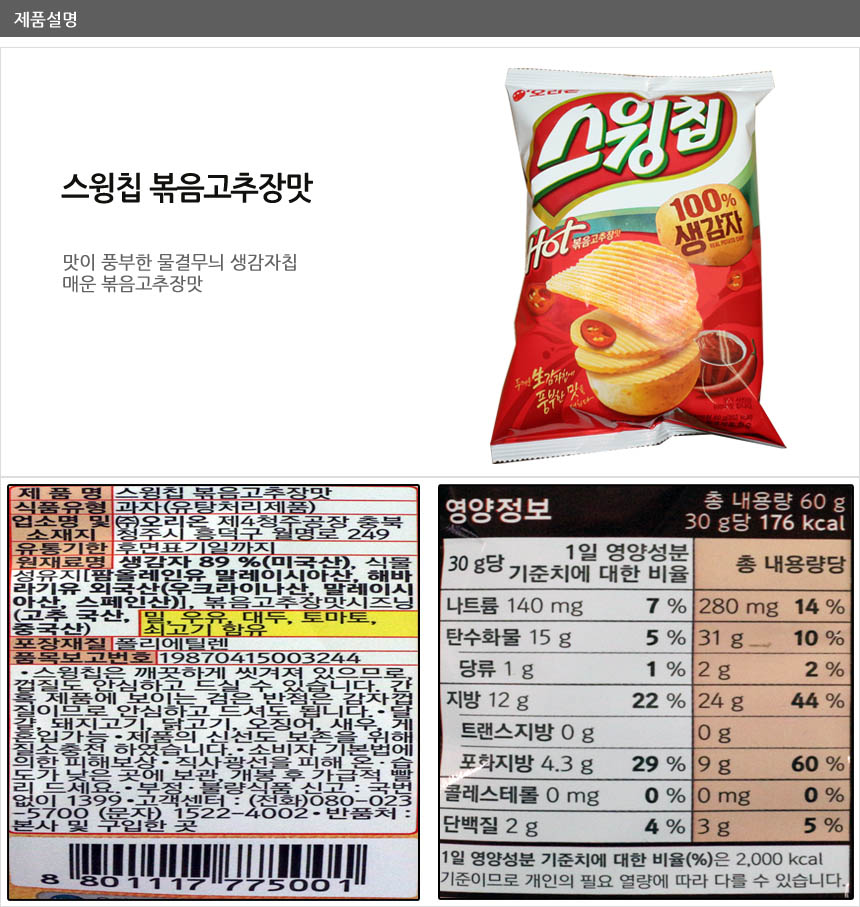 제품설명
오리온
스윙칩
100%
생감자
REAL POTATO CHIP
Hot 볶음고추장맛
生감자칩에
풍부한 맛을
스윙칩 볶음고추장맛
맛이 풍부한 물결무늬 생감자칩
매운 볶음고추장맛
제 품 명 스윙칩 볶음고추장맛
식품유형 과자(유탕처리제품)
업소명 및 ㈜오리온 제4청주공장 충북
소재지 청주시 흥덕구 월명로 249
유통기한 후면표기일까지
원재료명 생감자 89 %(미국산), 식물
성유지[팜올레인유 말레이시아산, 해바
라기유 외국산(우크라이나산, 말레이시
아산, 스페인산)], 볶음고추장맛시즈닝
(고추 국산, 밀, 우유, 대두, 토마토,
중국산) 쇠고기 함유
포장재질 폴리에틸렌
품목보고번호 19870415003244
•스윙칩은 깨끗하게 씻겨져 있으므로,
껍질도 안심하고 드실 수 있습니다. 간
혹 제품에 보이는 검은 반점은 감자껍
질이므로 안심하고 드셔도 됩니다.•달
걀, 돼지고기, 닭고기, 오징어, 새우, 게
혼입가능•제품의 신선도 보존을 위해
질소충전 하였습니다.•소비자 기본법에
의한 피해보상•직사광선을 피해 온·습
도가 낮은 곳에 보관, 개봉 후 가급적 빨
리 드세요.•부정·불량식품 신고 : 국번
없이 1399•고객센터 : (전화)080-023
-5700 (문자) 1522-4002•반품처 :
본사 및 구입한 곳
8 801117 775001
영양정보 총 내용량 60 g
30 g당 176 kcal
30 g당 1일 영양성분 기준치에 대한 비율 총 내용량당
나트륨 140 mg 7 % 280 mg 14 %
탄수화물 15 g 5 % 31 g 10 %
당류 1 g 1 % 2 g 2 %
지방 12 g 22 % 24 g 44 %
트랜스지방 0 g 0 g
포화지방 4.3 g 29 % 9 g 60 %
콜레스테롤 0 mg 0 % 0 mg 0 %
단백질 2 g 4 % 3 g 5 %
1일 영양성분 기준치에 대한 비율(%)은 2,000 kcal
기준이므로 개인의 필요 열량에 따라 다를 수 있습니다.